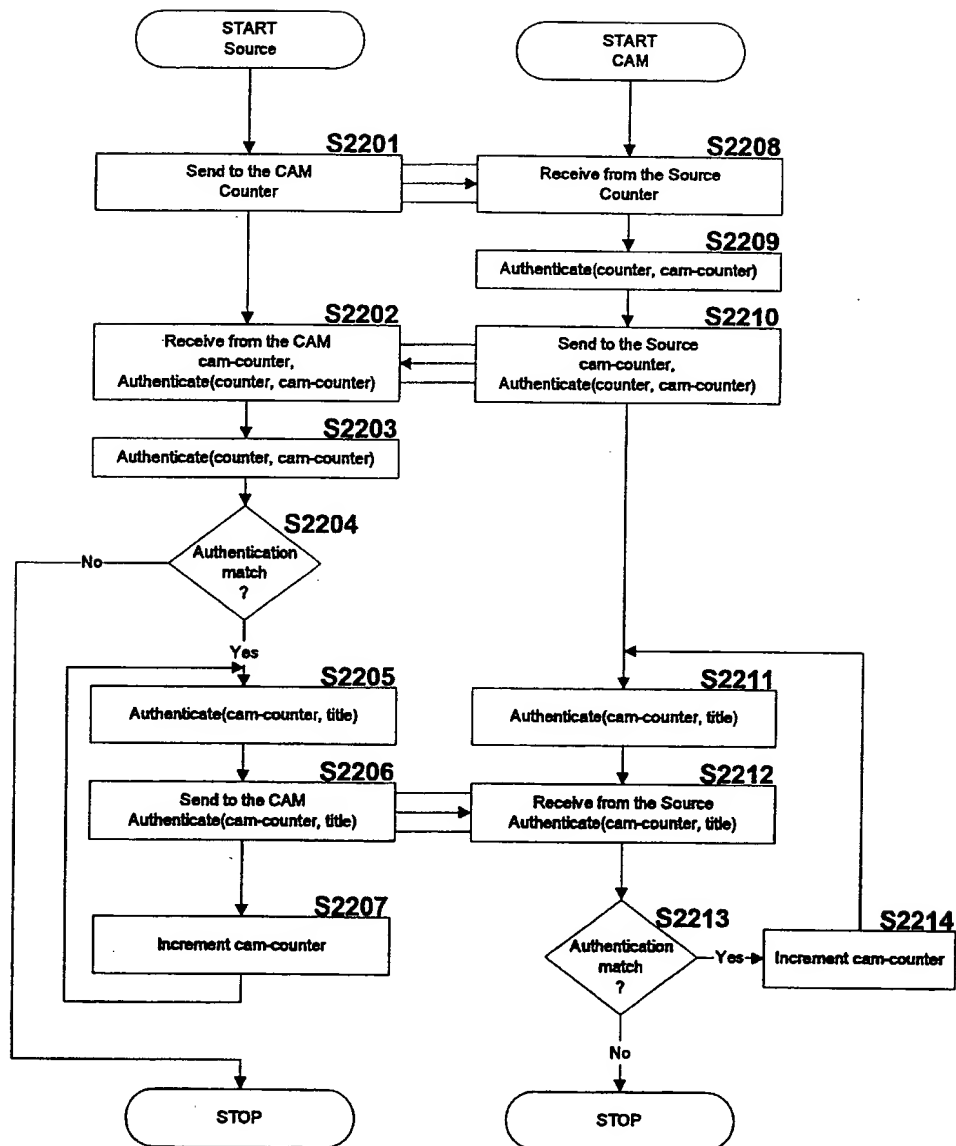 START
Source
START
CAM
S2201
Send to the CAM
Counter
S2208
Receive from the Source
Counter
S2209
Authenticate(counter, cam-counter)
S2202
Receive from the CAM
cam-counter,
Authenticate(counter, cam-counter)
S2210
Send to the Source
cam-counter,
Authenticate(counter, cam-counter)
S2203
Authenticate(counter, cam-counter)
S2204
Authentication
match
?
No
Yes
S2205
Authenticate(cam-counter, title)
S2211
Authenticate(cam-counter, title)
S2206
Send to the CAM
Authenticate(cam-counter, title)
S2212
Receive from the Source
Authenticate(cam-counter, title)
S2207
Increment cam-counter
S2213
Authentication
match
?
Yes
S2214
Increment cam-counter
No
STOP
STOP